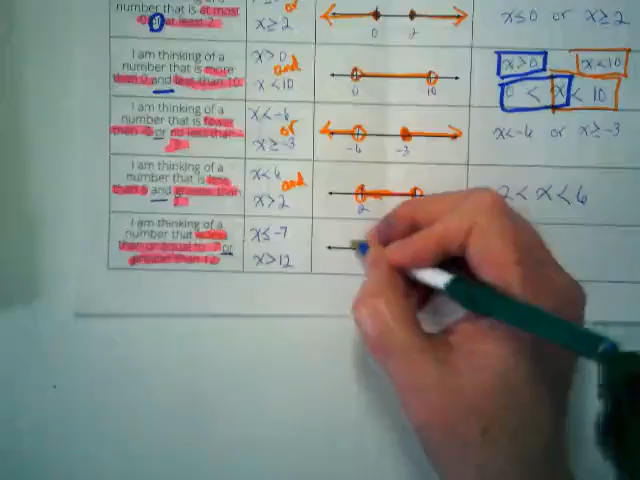 number that is at most
0 or at least 2
x ≥ 2
or
0 2
x ≤ 0 or x ≥ 2
I am thinking of a
number that is more
than 0 and less than 10.
x > 0
and
x < 10
0 10
x > 0 x < 10
0 < x < 10
I am thinking of a
number that is fewer
than -6 or no less than
-3
x < -6
or
x ≥ -3
-6 -3
x < -6 or x ≥ -3
I am thinking of a
number that is less
than 6 and greater than
2.
x < 6
and
x > 2
2
2 < x < 6
I am thinking of a
number that is less
than or equal to -7 or
greater than 12
x ≤ -7
x > 12